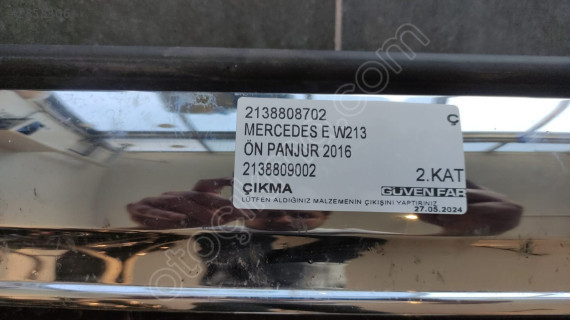 2138808702
Ç
MERCEDES E W213
ÖN PANJUR 2016
2138809002
2.KAT
ÇIKMA
GÜVEN FAR
LÜTFEN ALDIĞINIZ MALZEMENİN ÇIKIŞINI YAPTIRINIZ
27.05.2024